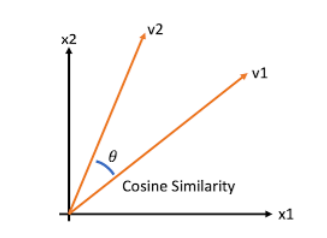 x2
v2
v1
θ
Cosine Similarity
x1